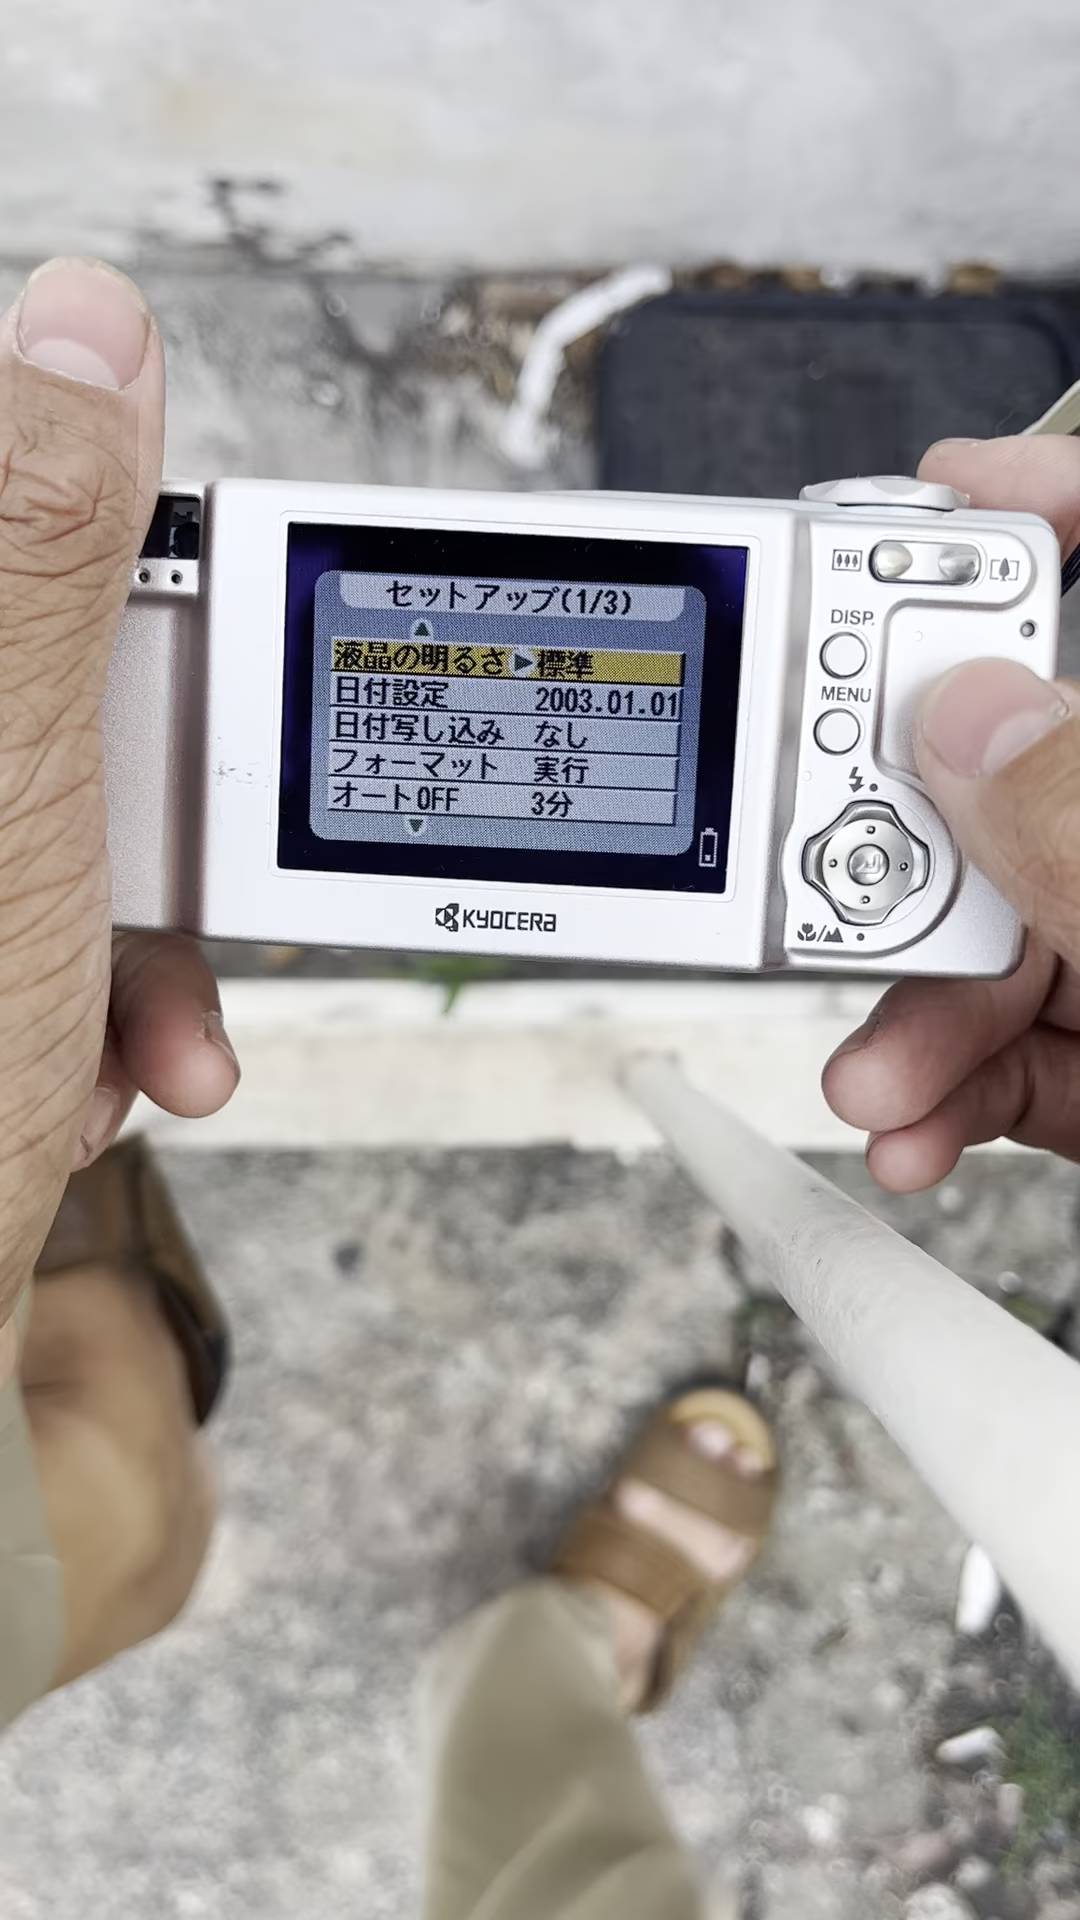 セットアップ(1/3)
液晶の明るさ 標準
日付設定 2003.01.01
日付写し込み なし
フォーマット 実行
オートOFF 3分
DISP.
MENU
KYOCERA